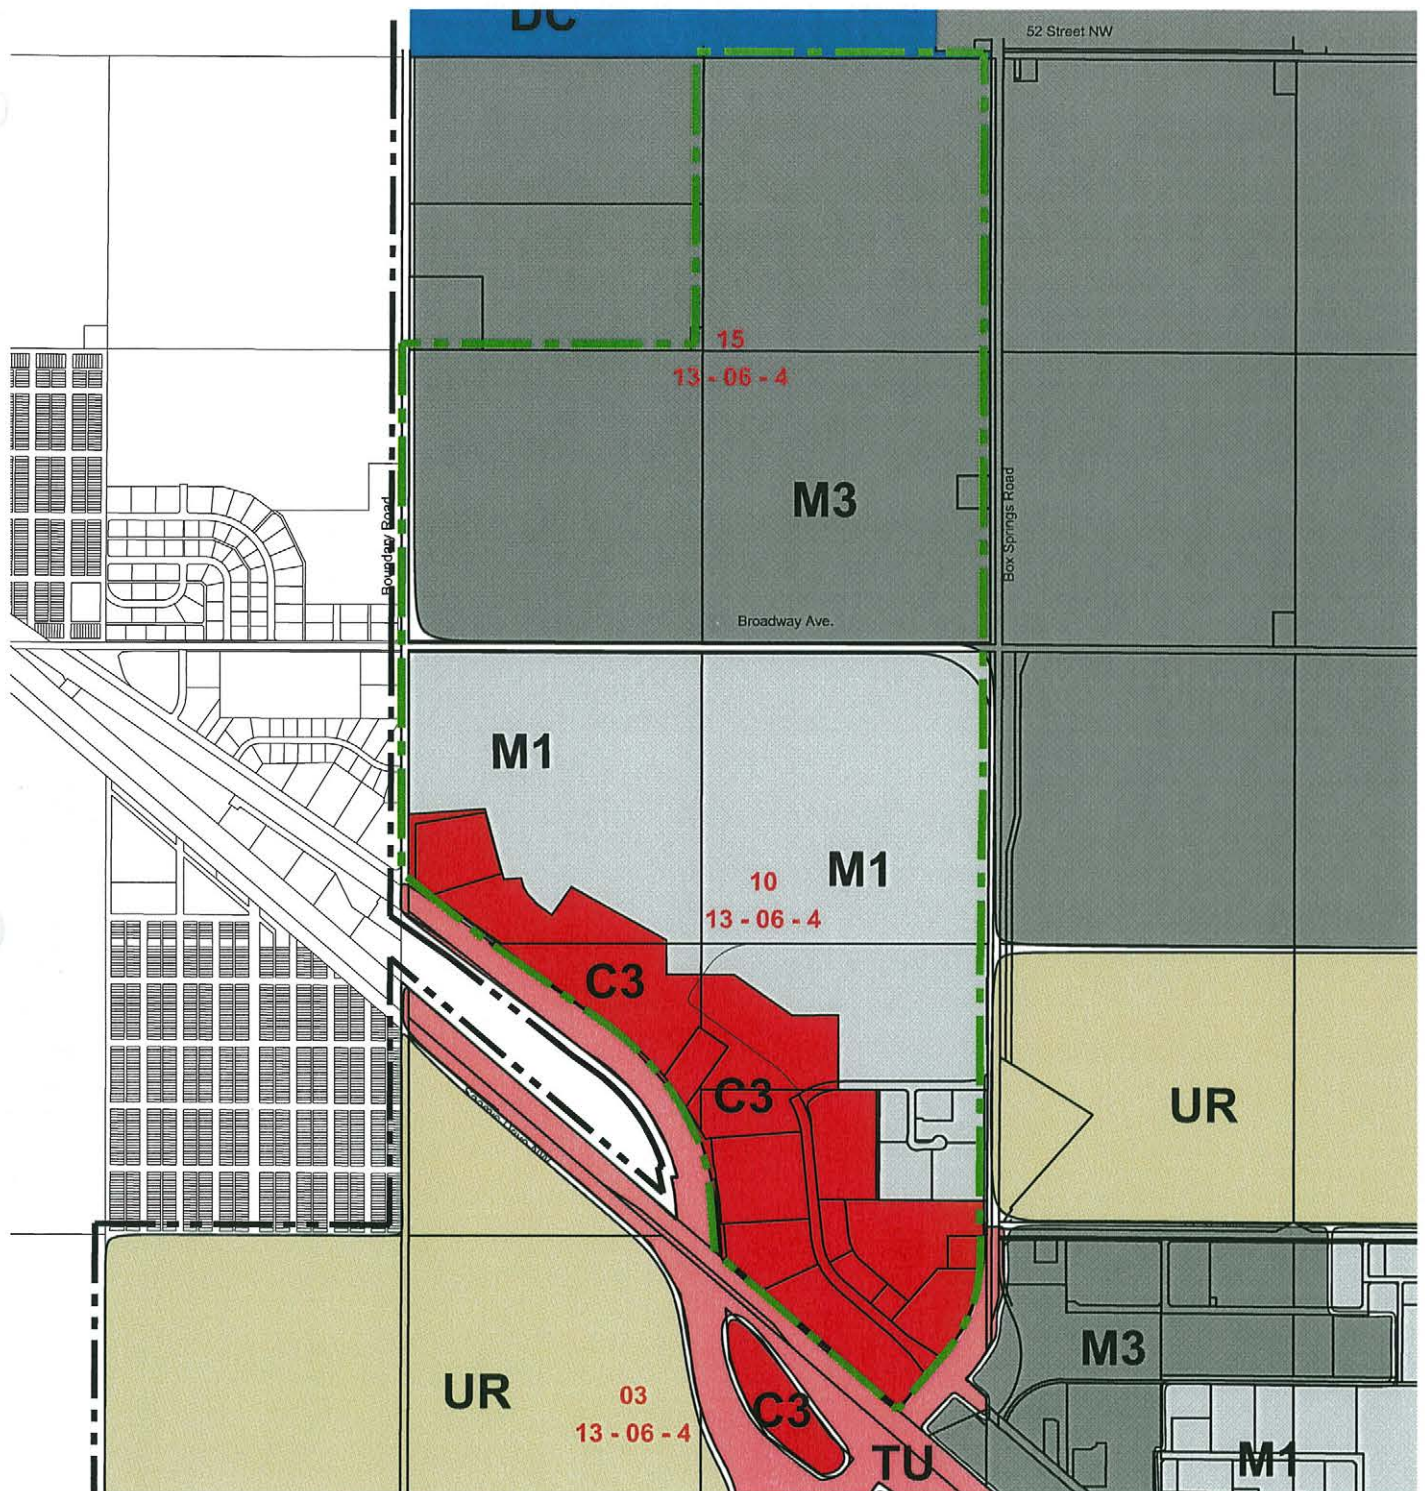 DC
52 Street NW
15
13 - 06 - 4
M3
Boundary Road
Box Springs Road
Broadway Ave.
M1
M1
10
13 - 06 - 4
C3
C3
UR
M3
UR
03
13 - 06 - 4
C3
TU
M1